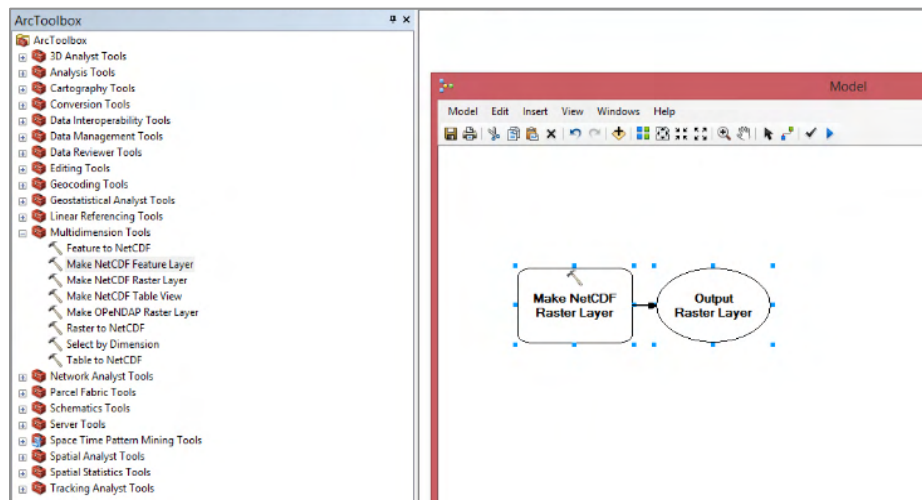 ArcToolbox
ArcToolbox
3D Analyst Tools
Analysis Tools
Cartography Tools
Conversion Tools
Data Interoperability Tools
Data Management Tools
Data Reviewer Tools
Editing Tools
Geocoding Tools
Geostatistical Analyst Tools
Linear Referencing Tools
Multidimension Tools
Feature to NetCDF
Make NetCDF Feature Layer
Make NetCDF Raster Layer
Make NetCDF Table View
Make OPeNDAP Raster Layer
Raster to NetCDF
Select by Dimension
Table to NetCDF
Network Analyst Tools
Parcel Fabric Tools
Schematics Tools
Server Tools
Space Time Pattern Mining Tools
Spatial Analyst Tools
Spatial Statistics Tools
Tracking Analyst Tools
Model
Model Edit Insert View Windows Help
Make NetCDF
Raster Layer
Output
Raster Layer